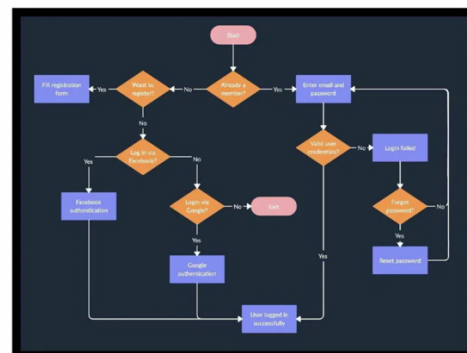 Start
Fill registration
form
Yes
Want to
register?
No
Already a
member?
Yes
Enter email and
password
No
Log in via
Facebook?
Yes
No
Valid user
credentials?
No
Login failed
Facebook
authentication
Login via
Google?
No
Exit
Forgot
password?
No
Yes
Yes
Yes
Google
authentication
Reset password
User logged in
successfully